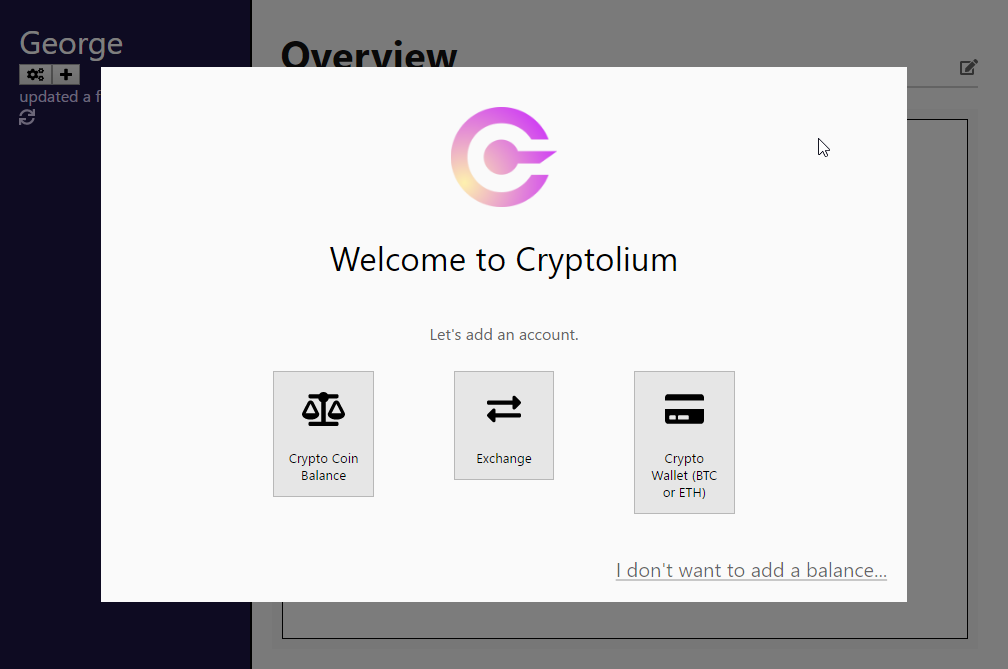 George
Overview
updated a f
Welcome to Cryptolium
Let's add an account.
Crypto Coin
Balance
Exchange
Crypto
Wallet (BTC
or ETH)
I don't want to add a balance...